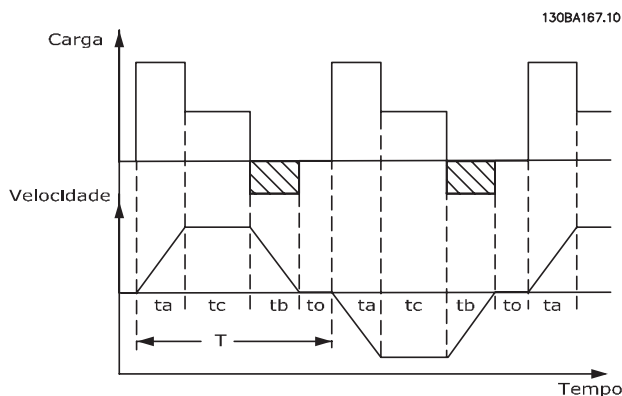 130BA167.10
Carga
Velocidade
ta tc tb to ta tc tb to ta
T
Tempo